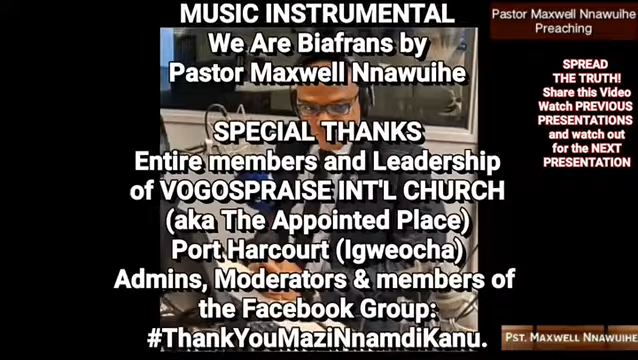 MUSIC INSTRUMENTAL
We Are Biafrans by
Pastor Maxwell Nnawuihe
SPECIAL THANKS
Entire members and Leadership
of VOGOSPRAISE INT'L CHURCH
(aka The Appointed Place)
Port Harcourt (Igweocha)
Admins, Moderators & members of
the Facebook Group:
#ThankYouMaziNnamdiKanu.
Pastor Maxwell Nnawuihe
Preaching
SPREAD
THE TRUTH!
Share this Video
Watch PREVIOUS
PRESENTATIONS
and watch out
for the NEXT
PRESENTATION
PST. MAXWELL NNAWUIHE